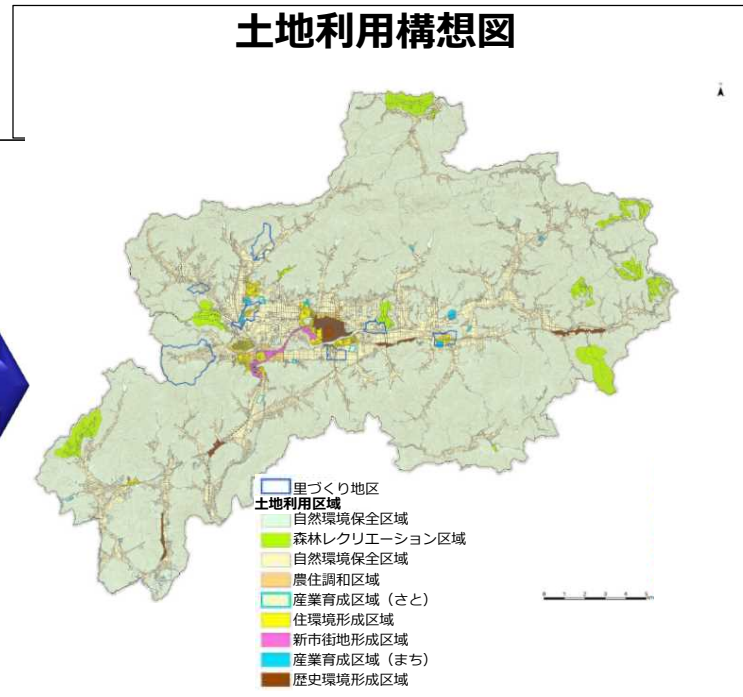 土地利用構想図
里づくり地区
土地利用区域
自然環境保全区域
森林レクリエーション区域
自然環境保全区域
農住調和区域
産業育成区域（さと）
住環境形成区域
新市街地形成区域
産業育成区域（まち）
歴史環境形成区域